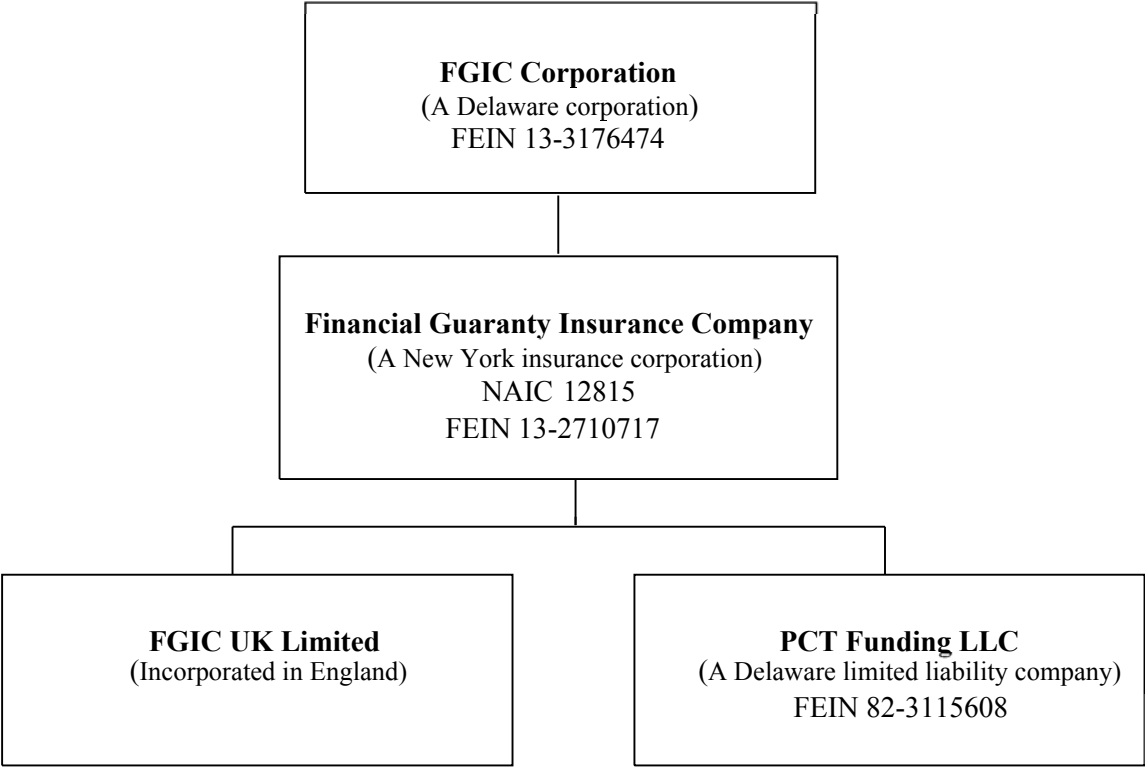 FGIC Corporation
(A Delaware corporation)
FEIN 13-3176474
Financial Guaranty Insurance Company
(A New York insurance corporation)
NAIC 12815
FEIN 13-2710717
FGIC UK Limited
(Incorporated in England)
PCT Funding LLC
(A Delaware limited liability company)
FEIN 82-3115608